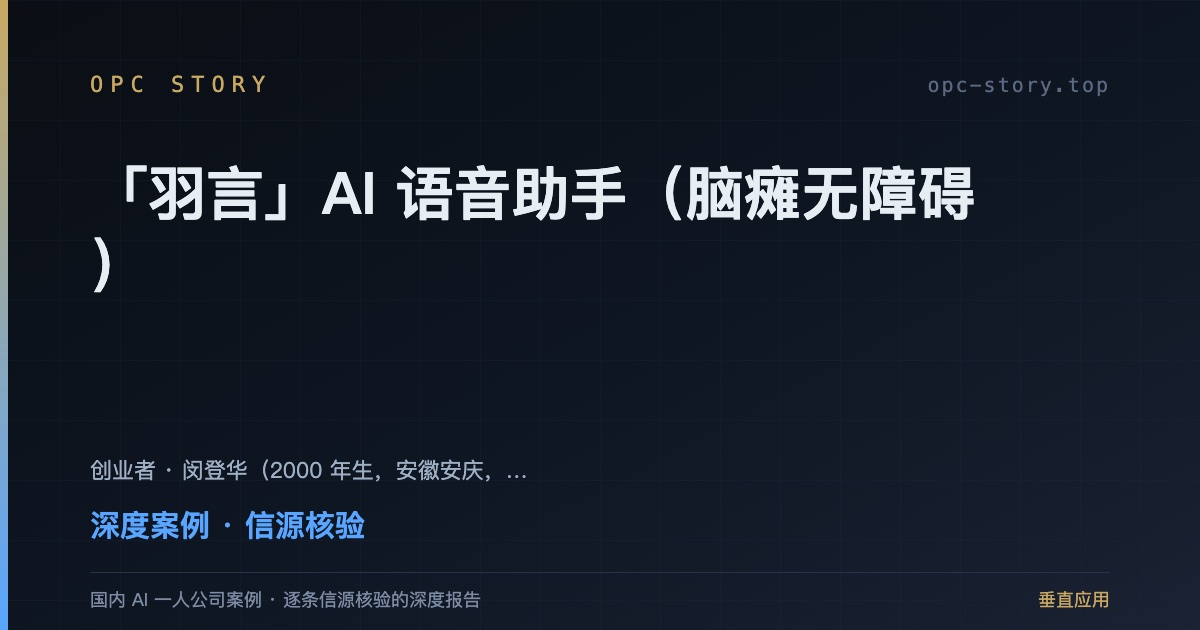 OPC STORY
opc-story.top
「羽言」AI 语音助手（脑瘫无障碍
）
创业者 · 闵登华（2000 年生，安徽安庆，…
深度案例 · 信源核验
国内 AI 一人公司案例 · 逐条信源核验的深度报告
垂直应用